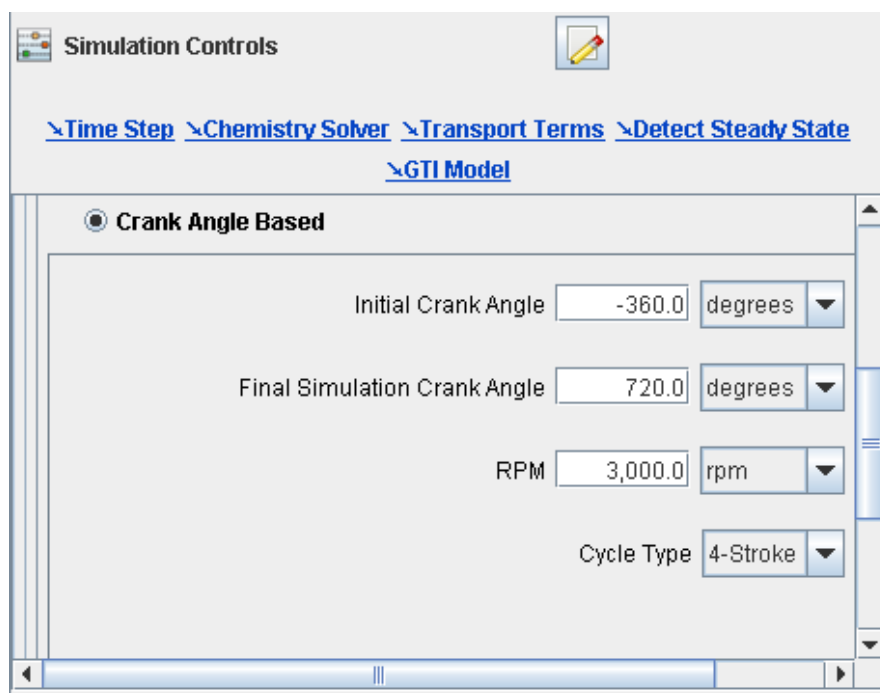 Simulation Controls
Time Step Chemistry Solver Transport Terms Detect Steady State
GTI Model
Crank Angle Based
Initial Crank Angle -360.0 degrees
Final Simulation Crank Angle 720.0 degrees
RPM 3,000.0 rpm
Cycle Type 4-Stroke